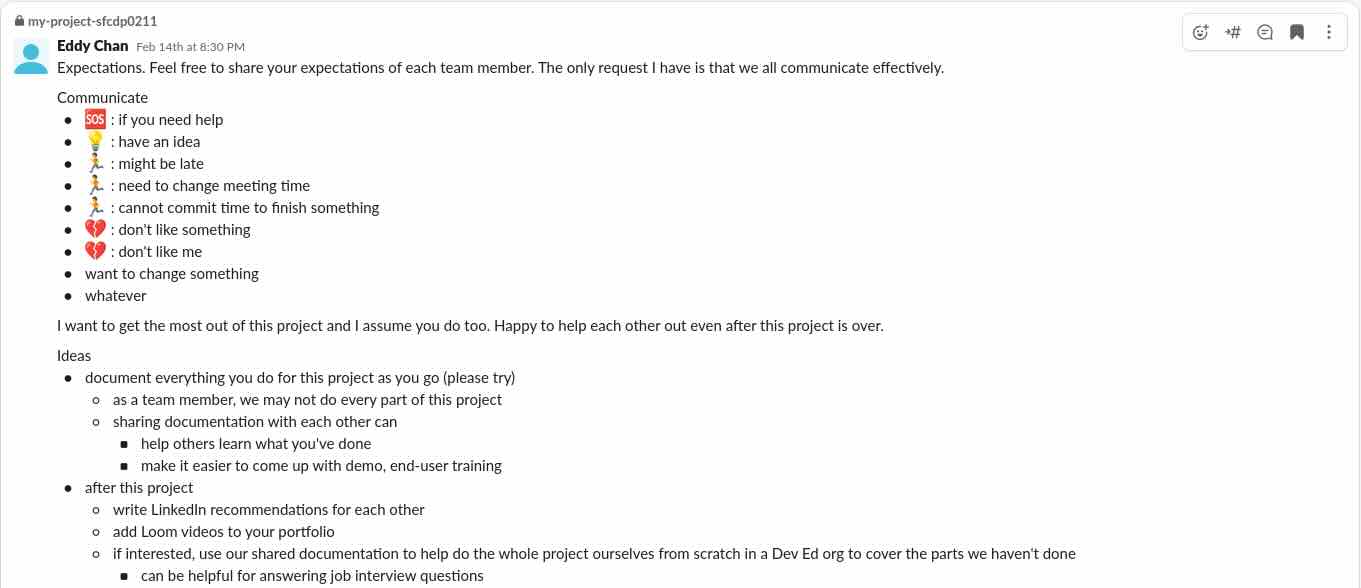 my-project-sfcdp0211
Eddy Chan Feb 14th at 8:30 PM
Expectations. Feel free to share your expectations of each team member. The only request I have is that we all communicate effectively.
Communicate
● 🆘 : if you need help
● 💡 : have an idea
● 🏃 : might be late
● 🏃 : need to change meeting time
● 🏃 : cannot commit time to finish something
● 💔 : don't like something
● 💔 : don't like me
● want to change something
● whatever
I want to get the most out of this project and I assume you do too. Happy to help each other out even after this project is over.
Ideas
● document everything you do for this project as you go (please try)
○ as a team member, we may not do every part of this project
○ sharing documentation with each other can
■ help others learn what you've done
■ make it easier to come up with demo, end-user training
● after this project
○ write LinkedIn recommendations for each other
○ add Loom videos to your portfolio
○ if interested, use our shared documentation to help do the whole project ourselves from scratch in a Dev Ed org to cover the parts we haven't done
■ can be helpful for answering job interview questions